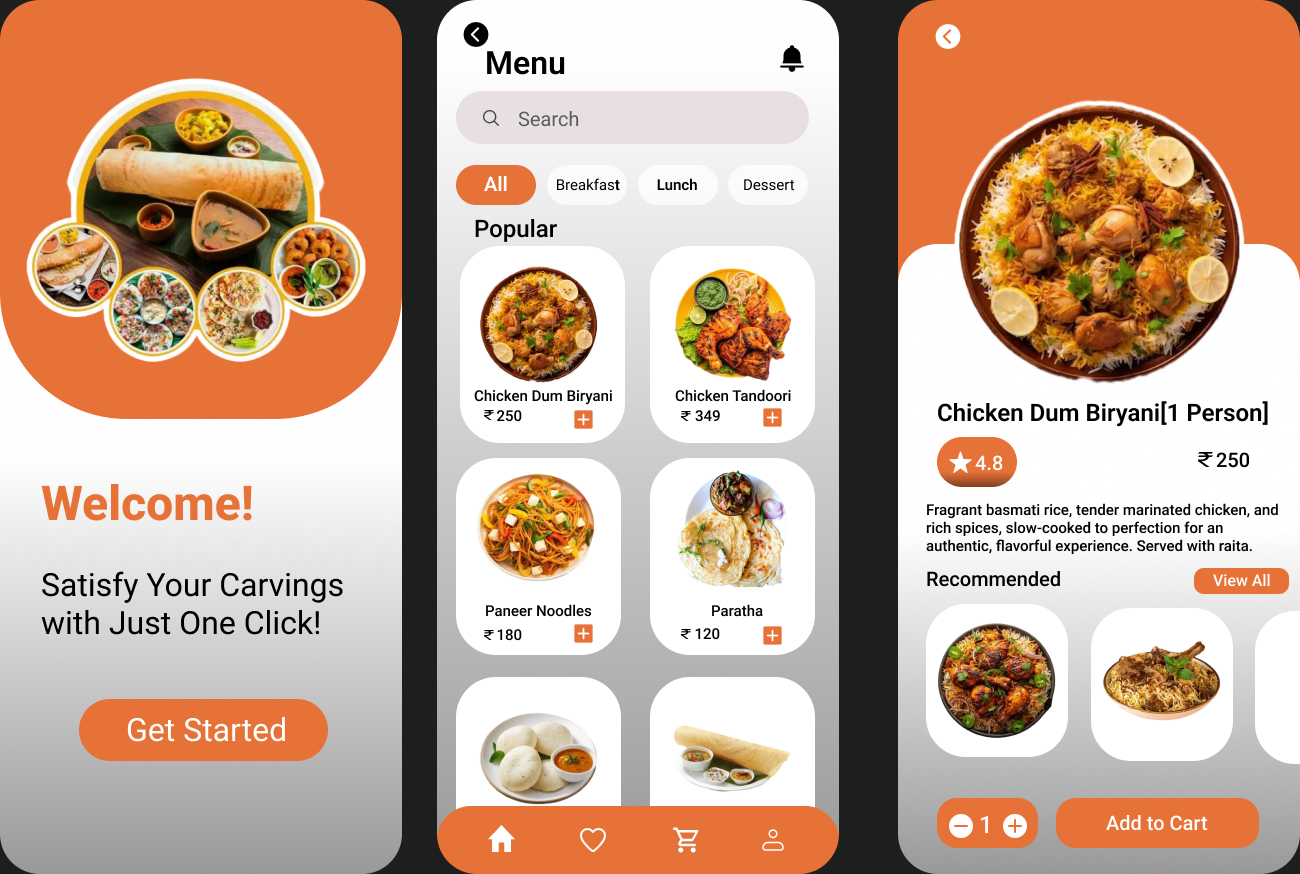 Welcome!
Satisfy Your Carvings
with Just One Click!
Get Started
Menu
Search
All
Breakfast
Lunch
Dessert
Popular
Chicken Dum Biryani
₹ 250
Chicken Tandoori
₹ 349
Paneer Noodles
₹ 180
Paratha
₹ 120
Chicken Dum Biryani[1 Person]
4.8
₹ 250
Fragrant basmati rice, tender marinated chicken, and
rich spices, slow-cooked to perfection for an
authentic, flavorful experience. Served with raita.
Recommended
View All
1
Add to Cart